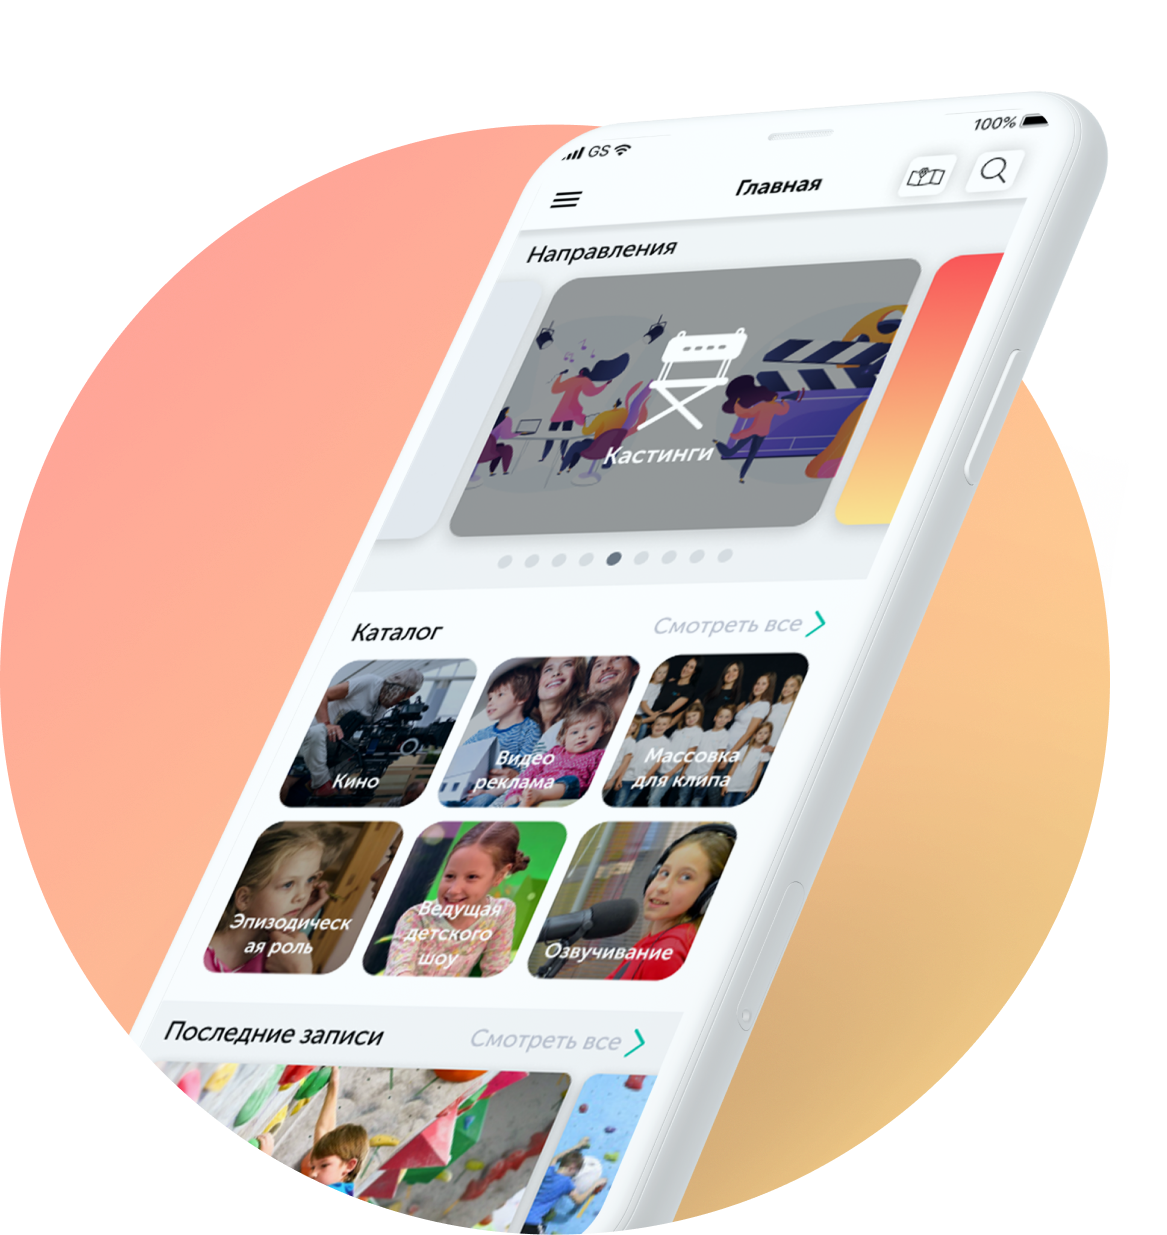 GS
100%
Главная
Направления
Кастинги
Каталог
Смотреть все
Кино
Видео
реклама
Массовка
для клипа
Эпизодическ
ая роль
Ведущая
детского
шоу
Озвучивание
Последние записи
Смотреть все